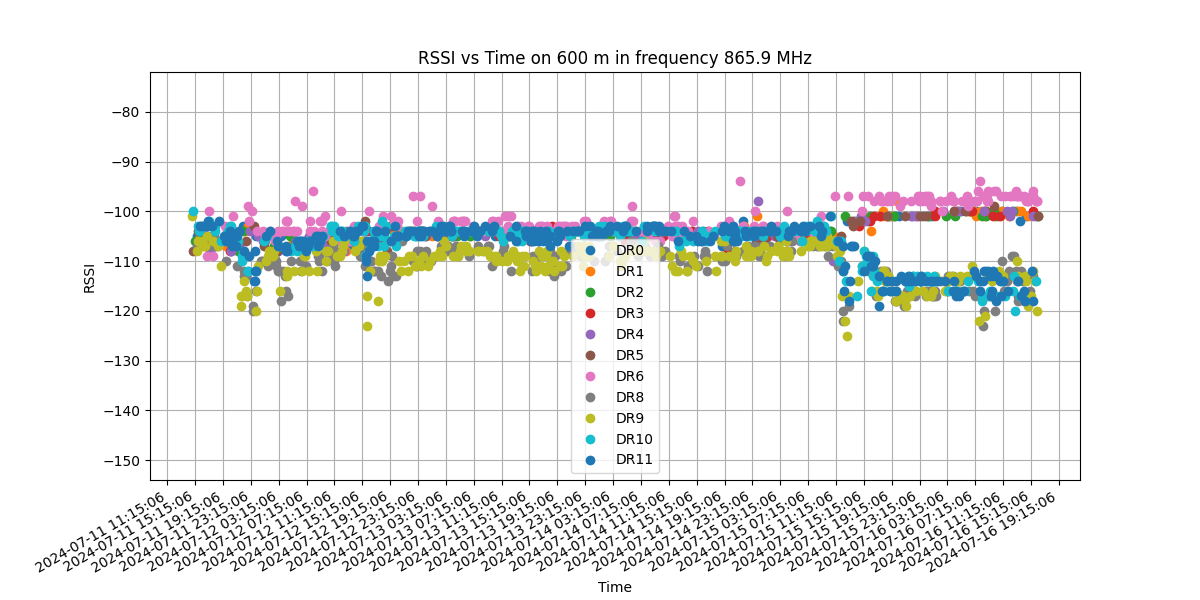 RSSI vs Time on 600 m in frequency 865.9 MHz
RSSI
−80
−90
−100
−110
−120
−130
−140
−150
DR0
DR1
DR2
DR3
DR4
DR5
DR6
DR8
DR9
DR10
DR11
2024-07-11 11:15:06
2024-07-11 15:15:06
2024-07-11 19:15:06
2024-07-11 23:15:06
2024-07-12 03:15:06
2024-07-12 07:15:06
2024-07-12 11:15:06
2024-07-12 15:15:06
2024-07-12 19:15:06
2024-07-12 23:15:06
2024-07-13 03:15:06
2024-07-13 07:15:06
2024-07-13 11:15:06
2024-07-13 15:15:06
2024-07-13 19:15:06
2024-07-13 23:15:06
2024-07-14 03:15:06
2024-07-14 07:15:06
2024-07-14 11:15:06
2024-07-14 15:15:06
2024-07-14 19:15:06
2024-07-14 23:15:06
2024-07-15 03:15:06
2024-07-15 07:15:06
2024-07-15 11:15:06
2024-07-15 15:15:06
2024-07-15 19:15:06
2024-07-15 23:15:06
2024-07-16 03:15:06
2024-07-16 07:15:06
2024-07-16 11:15:06
2024-07-16 15:15:06
2024-07-16 19:15:06
Time